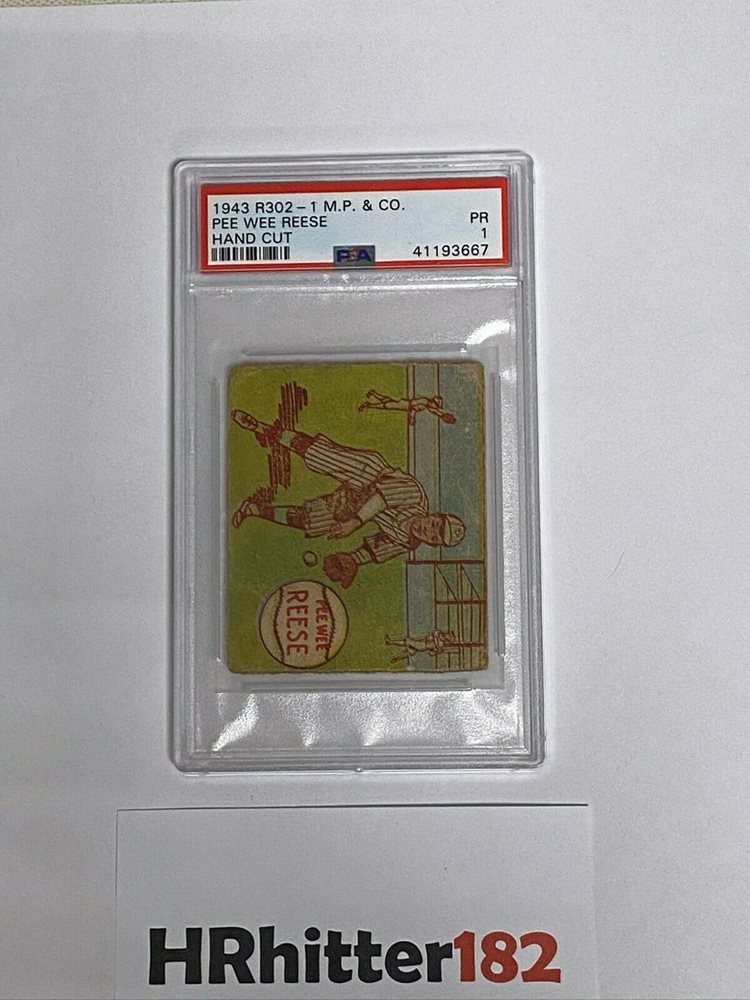 1943 R302-1 M.P. & CO.
PEE WEE REESE
HAND CUT
PR
1
PSA
41193667
PEE WEE
REESE
HRhitter182